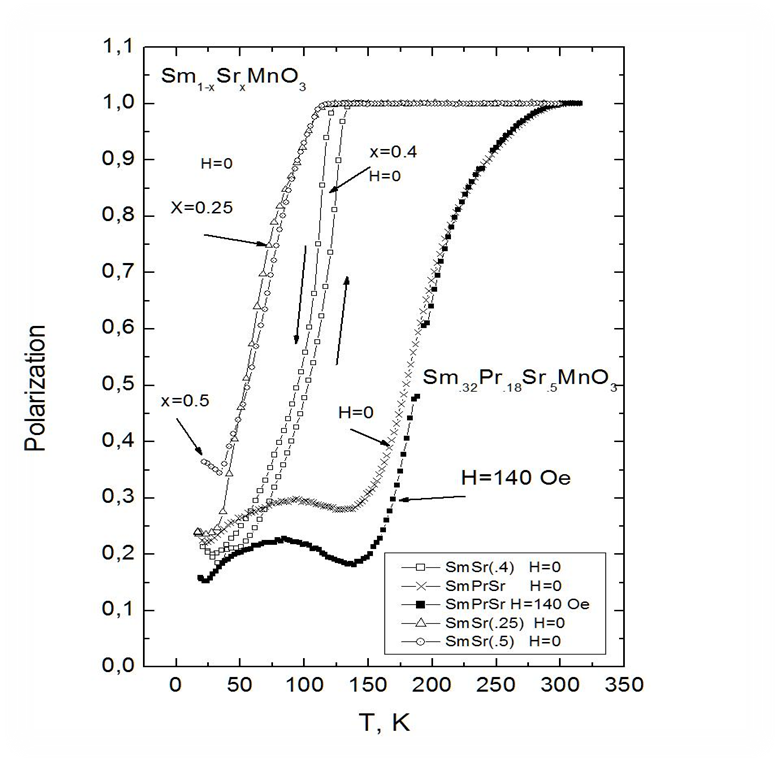 1,1
1,0
0,9
0,8
0,7
0,6
0,5
0,4
0,3
0,2
0,1
0,0
Polarization
Sm1-xSrxMnO3
H=0
X=0.25
x=0.4
H=0
x=0.5
Sm.32Pr.18Sr.5MnO3
H=0
H=140 Oe
SmSr(.4) H=0
SmPrSr H=0
SmPrSr H=140 Oe
SmSr(.25) H=0
SmSr(.5) H=0
0 50 100 150 200 250 300 350
T, K